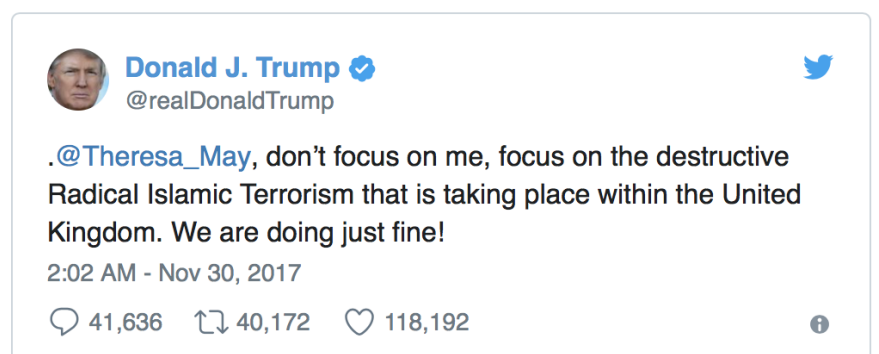 Donald J. Trump
@realDonaldTrump
.@Theresa_May, don’t focus on me, focus on the destructive
Radical Islamic Terrorism that is taking place within the United
Kingdom. We are doing just fine!
2:02 AM - Nov 30, 2017
41,636 40,172 118,192